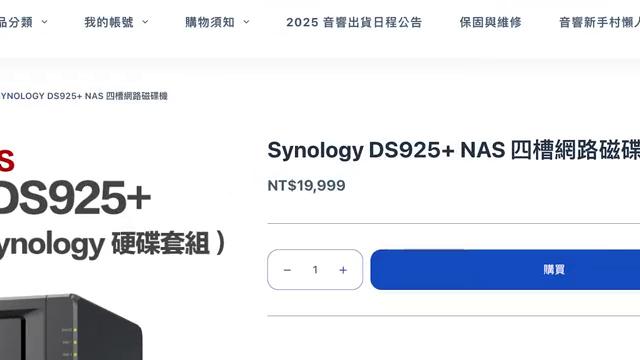 品分類 我的帳號 購物須知 2025 音響出貨日程公告 保固與維修 音響新手村懶人
YNOLOGY DS925+ NAS 四槽網路磁碟機
Synology DS925+ NAS 四槽網路磁碟
NT$19,999
S
DS925+
ynology 硬碟套組）
− 1 +
購買